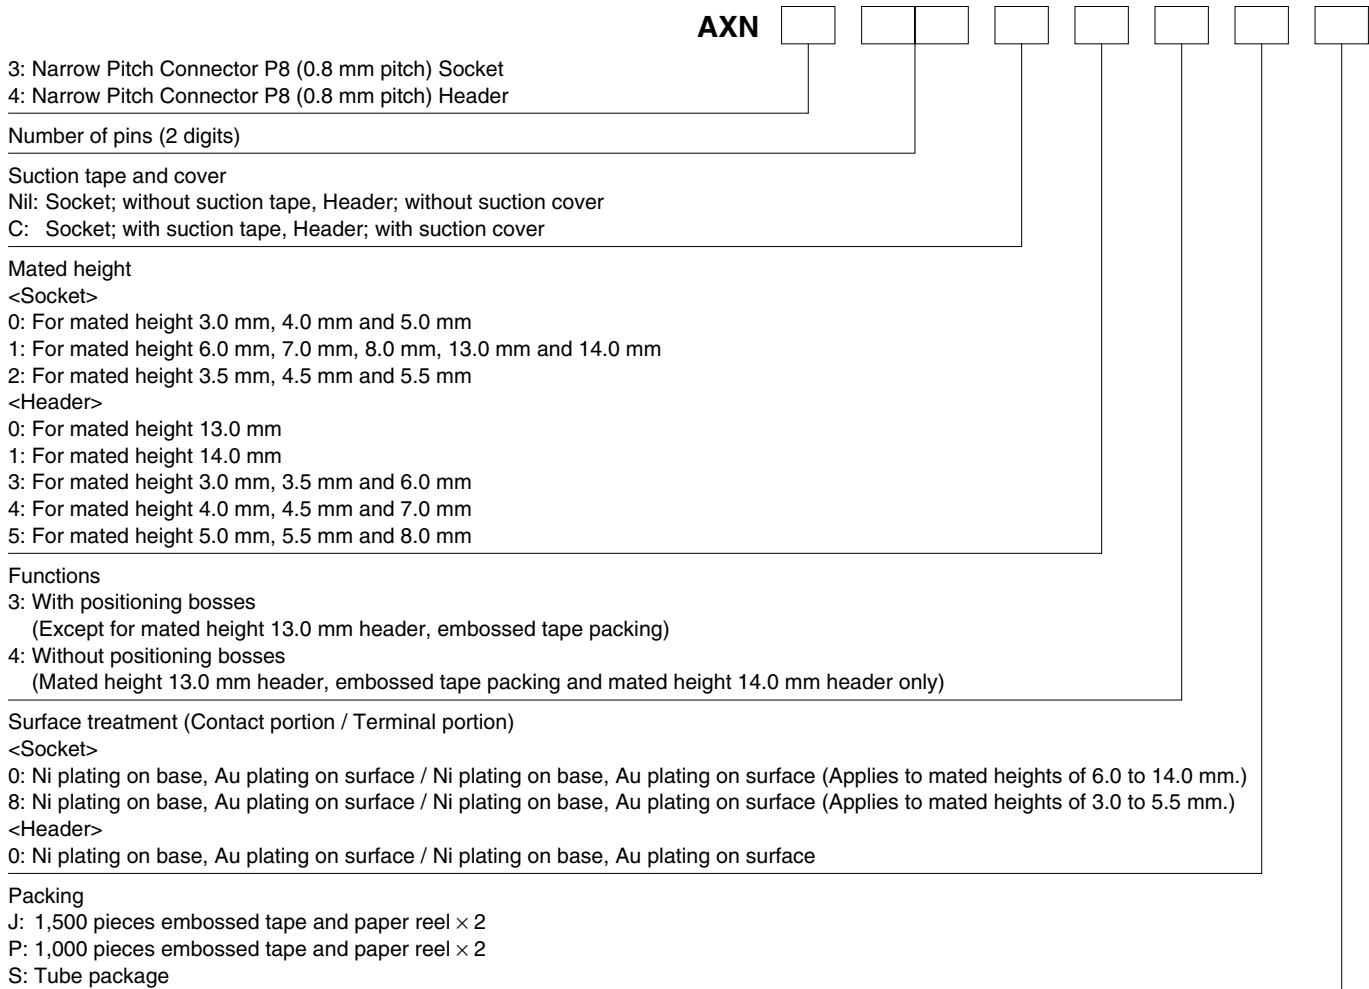 AXN
3: Narrow Pitch Connector P8 (0.8 mm pitch) Socket
4: Narrow Pitch Connector P8 (0.8 mm pitch) Header
Number of pins (2 digits)
Suction tape and cover
Nil: Socket; without suction tape, Header; without suction cover
C: Socket; with suction tape, Header; with suction cover
Mated height
<Socket>
0: For mated height 3.0 mm, 4.0 mm and 5.0 mm
1: For mated height 6.0 mm, 7.0 mm, 8.0 mm, 13.0 mm and 14.0 mm
2: For mated height 3.5 mm, 4.5 mm and 5.5 mm
<Header>
0: For mated height 13.0 mm
1: For mated height 14.0 mm
3: For mated height 3.0 mm, 3.5 mm and 6.0 mm
4: For mated height 4.0 mm, 4.5 mm and 7.0 mm
5: For mated height 5.0 mm, 5.5 mm and 8.0 mm
Functions
3: With positioning bosses
(Except for mated height 13.0 mm header, embossed tape packing)
4: Without positioning bosses
(Mated height 13.0 mm header, embossed tape packing and mated height 14.0 mm header only)
Surface treatment (Contact portion / Terminal portion)
<Socket>
0: Ni plating on base, Au plating on surface / Ni plating on base, Au plating on surface (Applies to mated heights of 6.0 to 14.0 mm.)
8: Ni plating on base, Au plating on surface / Ni plating on base, Au plating on surface (Applies to mated heights of 3.0 to 5.5 mm.)
<Header>
0: Ni plating on base, Au plating on surface / Ni plating on base, Au plating on surface
Packing
J: 1,500 pieces embossed tape and paper reel × 2
P: 1,000 pieces embossed tape and paper reel × 2
S: Tube package